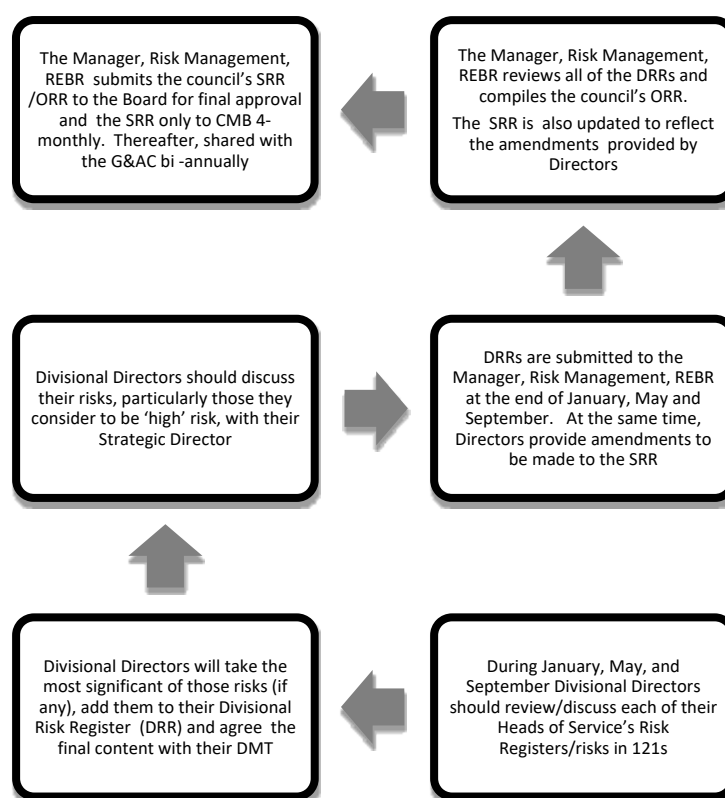 The Manager, Risk Management,
REBR submits the council’s SRR
/ORR to the Board for final approval
and the SRR only to CMB 4-
monthly. Thereafter, shared with
the G&AC bi -annually
The Manager, Risk Management,
REBR reviews all of the DRRs and
compiles the council’s ORR.
The SRR is also updated to reflect
the amendments provided by
Directors
Divisional Directors should discuss
their risks, particularly those they
consider to be ‘high’ risk, with their
Strategic Director
DRRs are submitted to the
Manager, Risk Management, REBR
at the end of January, May and
September. At the same time,
Directors provide amendments to
be made to the SRR
Divisional Directors will take the
most significant of those risks (if
any), add them to their Divisional
Risk Register (DRR) and agree the
final content with their DMT
During January, May, and
September Divisional Directors
should review/discuss each of their
Heads of Service’s Risk
Registers/risks in 121s